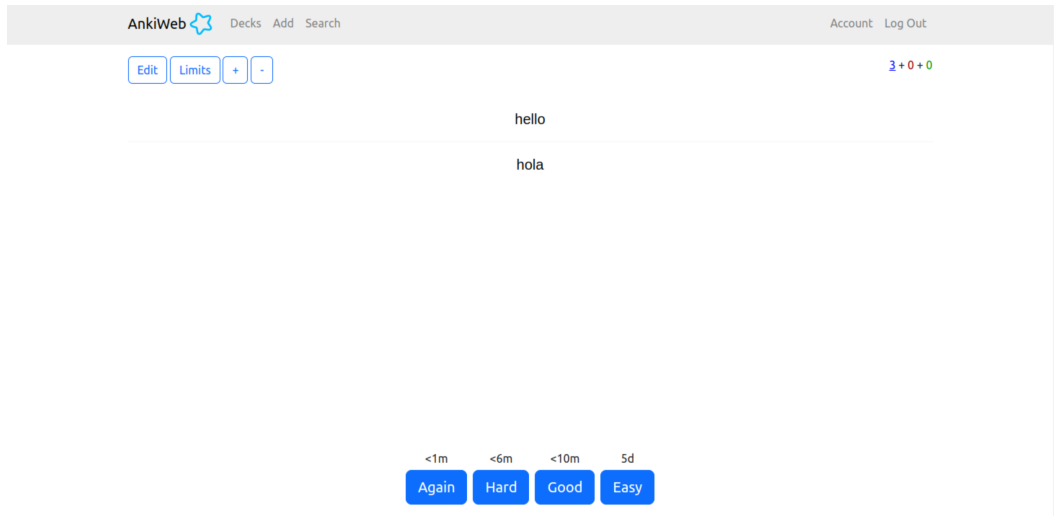 AnkiWeb Decks Add Search Account Log Out
Edit Limits + - 3 + 0 + 0
hello
hola
<1m <6m <10m 5d
Again Hard Good Easy